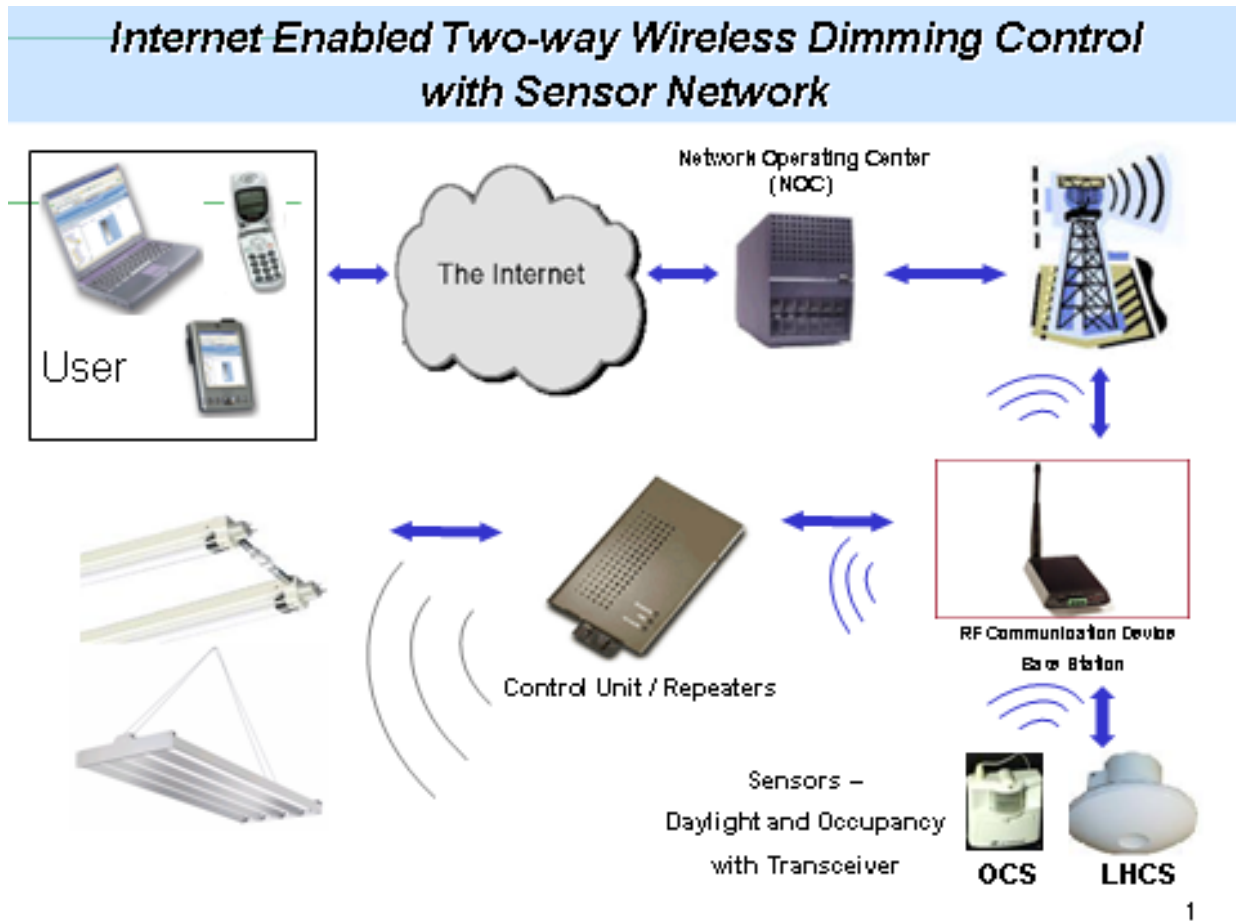 Internet Enabled Two-way Wireless Dimming Control
with Sensor Network
Network Operating Center
(NOC)
The Internet
User
RF Communication Device
Base Station
Control Unit / Repeaters
Sensors –
Daylight and Occupancy
with Transceiver
OCS
LHCS
1